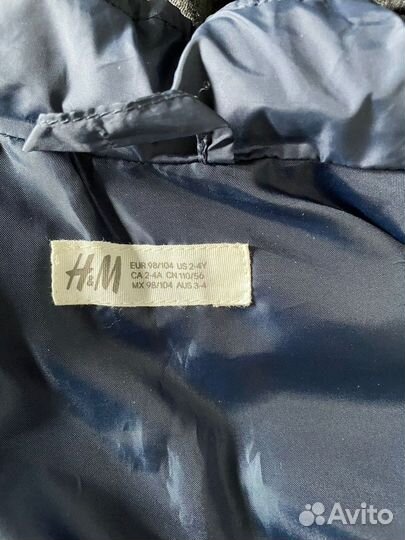 H&M
EUR 98/104 US 2-4Y
CA 2-4A CN 110/56
MX 98/104 AUS 3-4
Avito